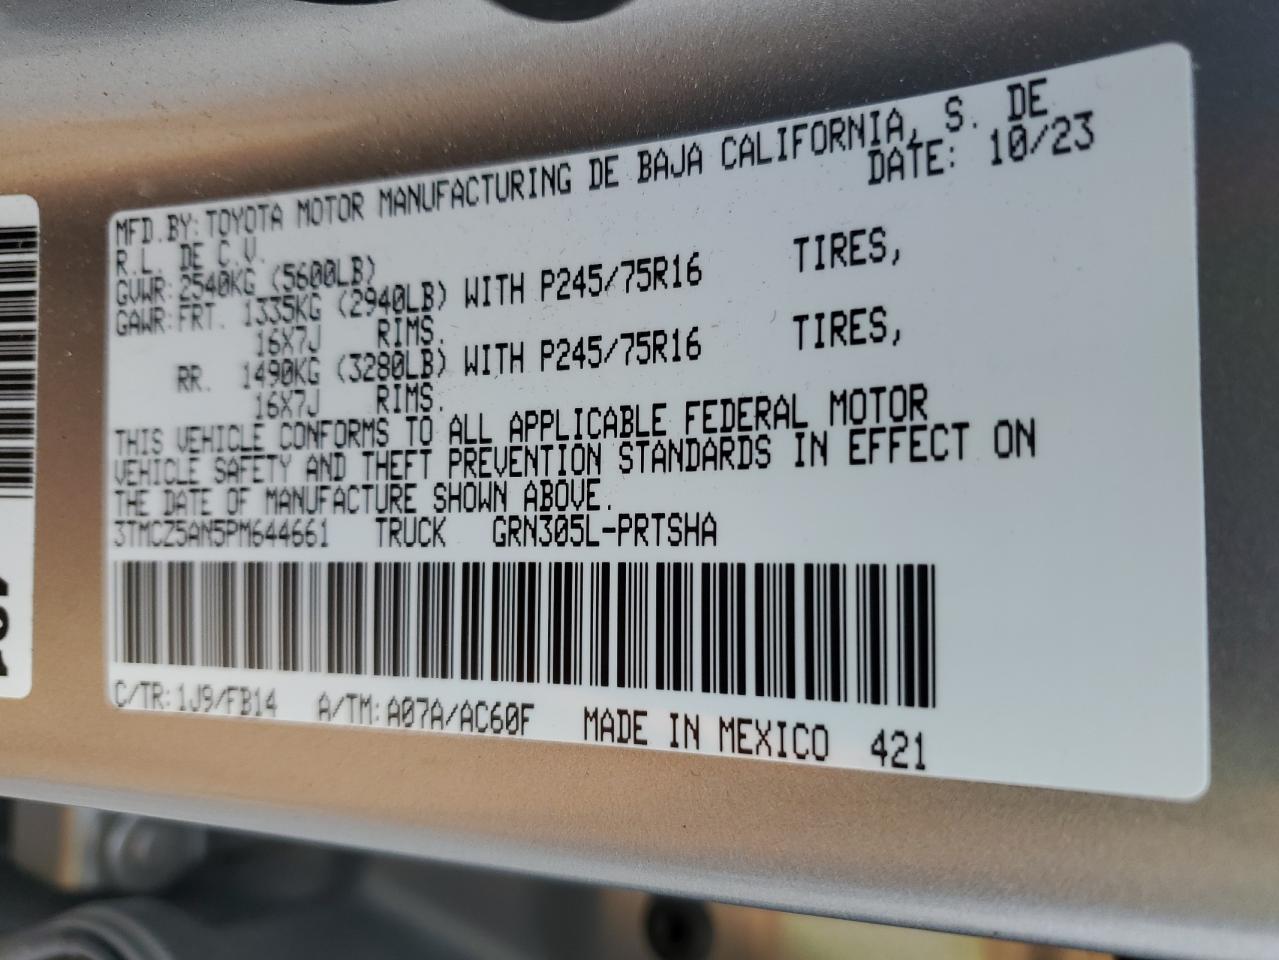 MFD.BY: TOYOTA MOTOR MANUFACTURING DE BAJA CALIFORNIA, S. DE
R.L. DE C.V. DATE: 10/23
GVWR: 2540KG (5600LB)
GAWR: FRT. 1335KG (2940LB) WITH P245/75R16 TIRES,
16X7J RIMS.
RR. 1490KG (3280LB) WITH P245/75R16 TIRES,
16X7J RIMS.
THIS VEHICLE CONFORMS TO ALL APPLICABLE FEDERAL MOTOR
VEHICLE SAFETY AND THEFT PREVENTION STANDARDS IN EFFECT ON
THE DATE OF MANUFACTURE SHOWN ABOVE.
3TMCZ5AN5PM644661 TRUCK GRN305L-PRTSHA
C/TR: 1J9/FB14 A/TM: A07A/AC60F MADE IN MEXICO 421